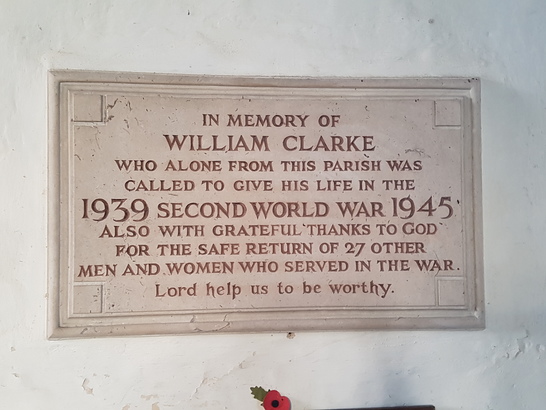 IN MEMORY OF
WILLIAM CLARKE
WHO ALONE FROM THIS PARISH WAS
CALLED TO GIVE HIS LIFE IN THE
1939 SECOND WORLD WAR 1945
ALSO WITH GRATEFUL THANKS TO GOD
FOR THE SAFE RETURN OF 27 OTHER
MEN AND WOMEN WHO SERVED IN THE WAR.
Lord help us to be worthy.